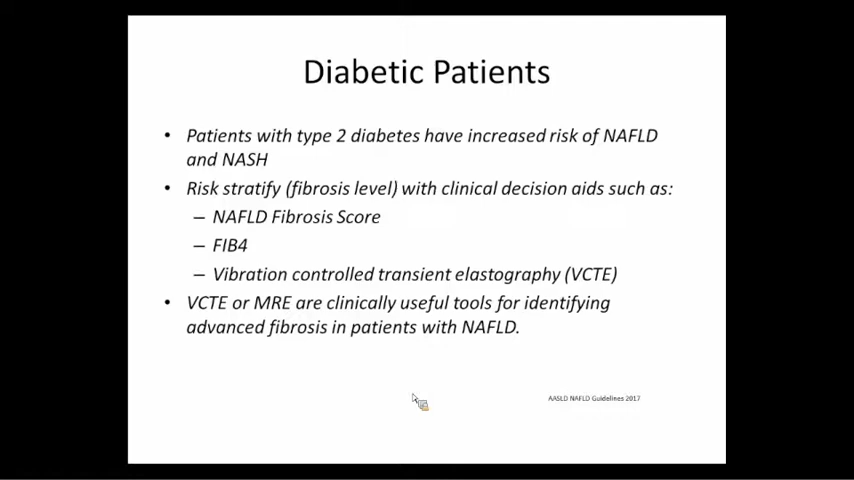 Diabetic Patients
• Patients with type 2 diabetes have increased risk of NAFLD
and NASH
• Risk stratify (fibrosis level) with clinical decision aids such as:
– NAFLD Fibrosis Score
– FIB4
– Vibration controlled transient elastography (VCTE)
• VCTE or MRE are clinically useful tools for identifying
advanced fibrosis in patients with NAFLD.
AASLD NAFLD Guidelines 2017